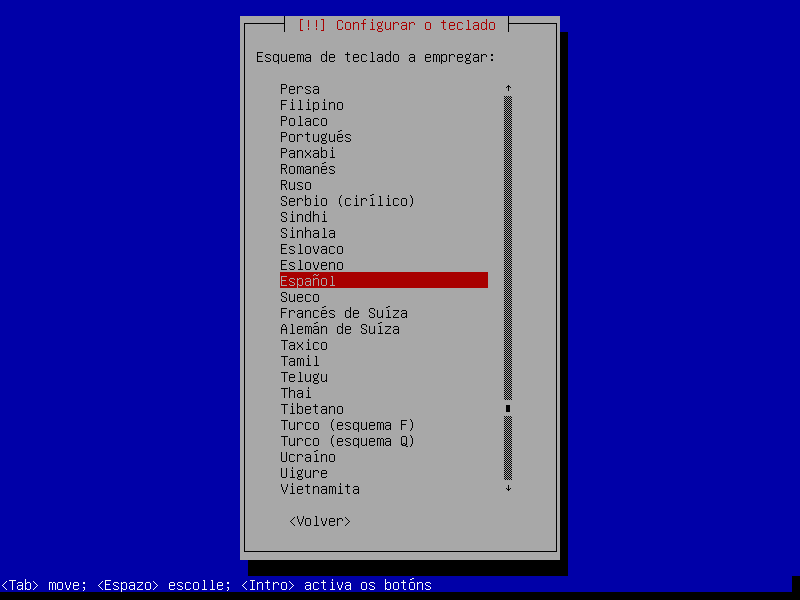 [!!] Configurar o teclado
Esquema de teclado a empregar:
Persa
Filipino
Polaco
Portugués
Panxabi
Romanés
Ruso
Serbio (cirílico)
Sindhi
Sinhala
Eslovaco
Esloveno
Español
Sueco
Francés de Suíza
Alemán de Suíza
Taxico
Tamil
Telugu
Thai
Tibetano
Turco (esquema F)
Turco (esquema Q)
Ucraíno
Uigure
Vietnamita
<Volver>
<Tab> move; <Espazo> escolle; <Intro> activa os botóns